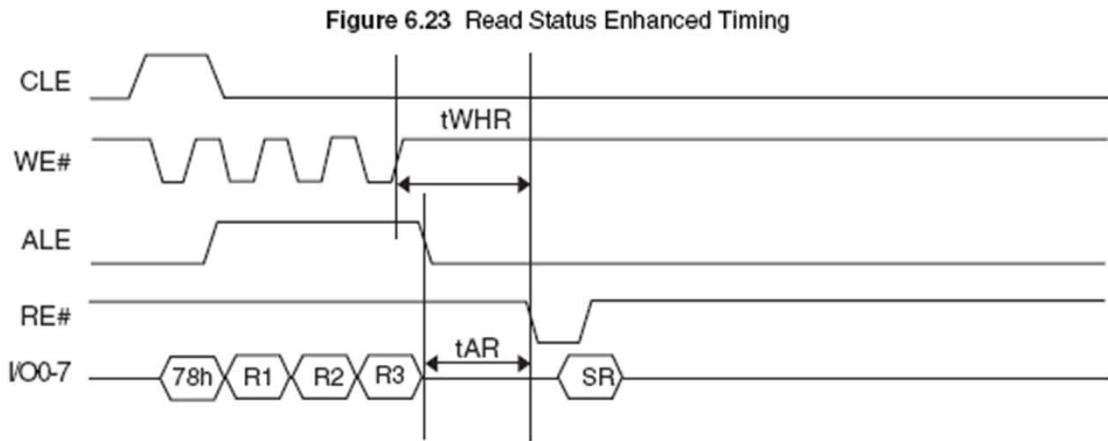 Figure 6.23 Read Status Enhanced Timing
CLE
tWHR
WE#
ALE
RE#
tAR
I/O0-7
78h R1 R2 R3 SR